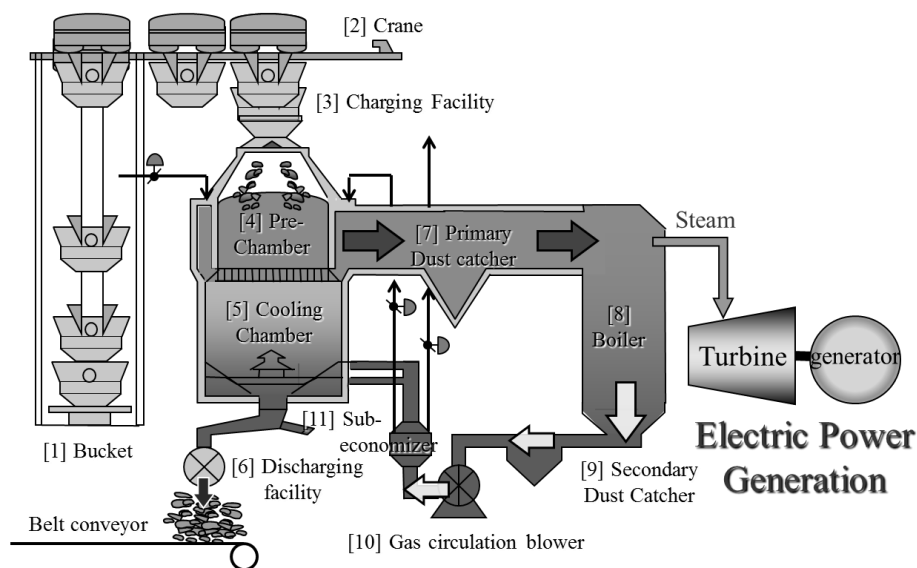 [2] Crane
[3] Charging Facility
[4] Pre-
Chamber
[7] Primary
Dust catcher
Steam
[5] Cooling
Chamber
[8]
Boiler
Turbine
generator
[11] Sub-
economizer
Electric Power
Generation
[1] Bucket
[6] Discharging
facility
[9] Secondary
Dust Catcher
Belt conveyor
[10] Gas circulation blower